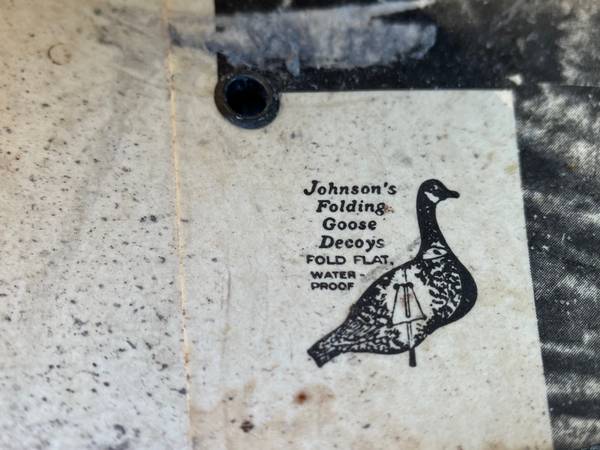 Johnson's
Folding
Goose
Decoys
FOLD FLAT.
WATER-
PROOF